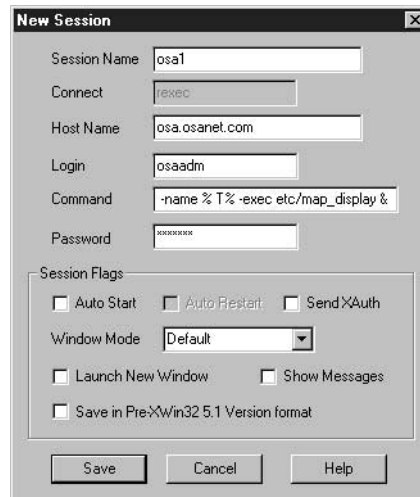 New Session
Session Name osa1
Connect rexec
Host Name osa.osanet.com
Login osaadm
Command -name % T% -exec etc/map_display &
Password *******
Session Flags
Auto Start Auto Restart Send XAuth
Window Mode Default
Launch New Window Show Messages
Save in Pre-XWin32 5.1 Version format
Save Cancel Help